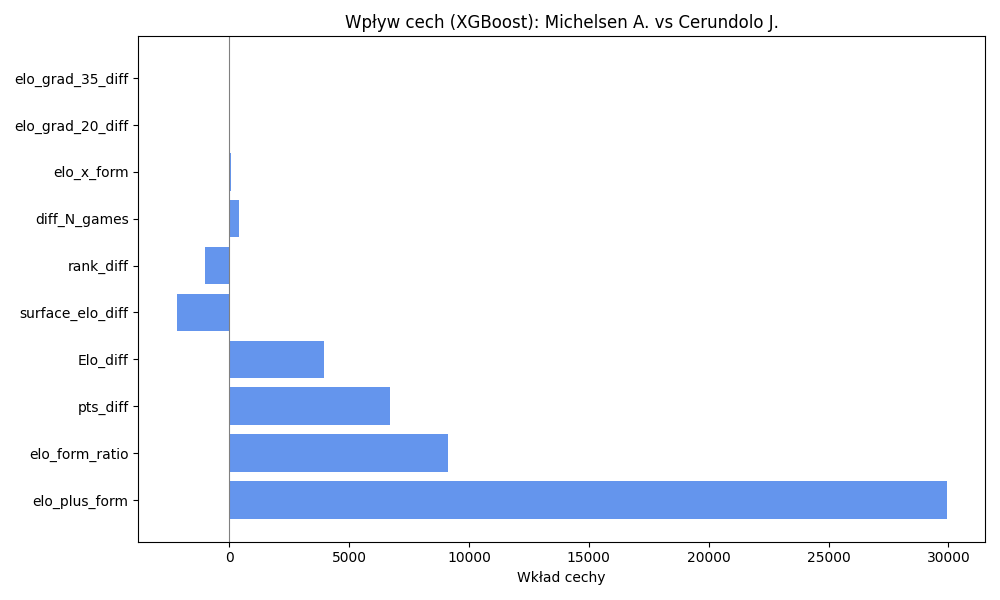 Wpływ cech (XGBoost): Michelsen A. vs Cerundolo J.
elo_grad_35_diff
elo_grad_20_diff
elo_x_form
diff_N_games
rank_diff
surface_elo_diff
Elo_diff
pts_diff
elo_form_ratio
elo_plus_form
0 5000 10000 15000 20000 25000 30000
Wkład cechy